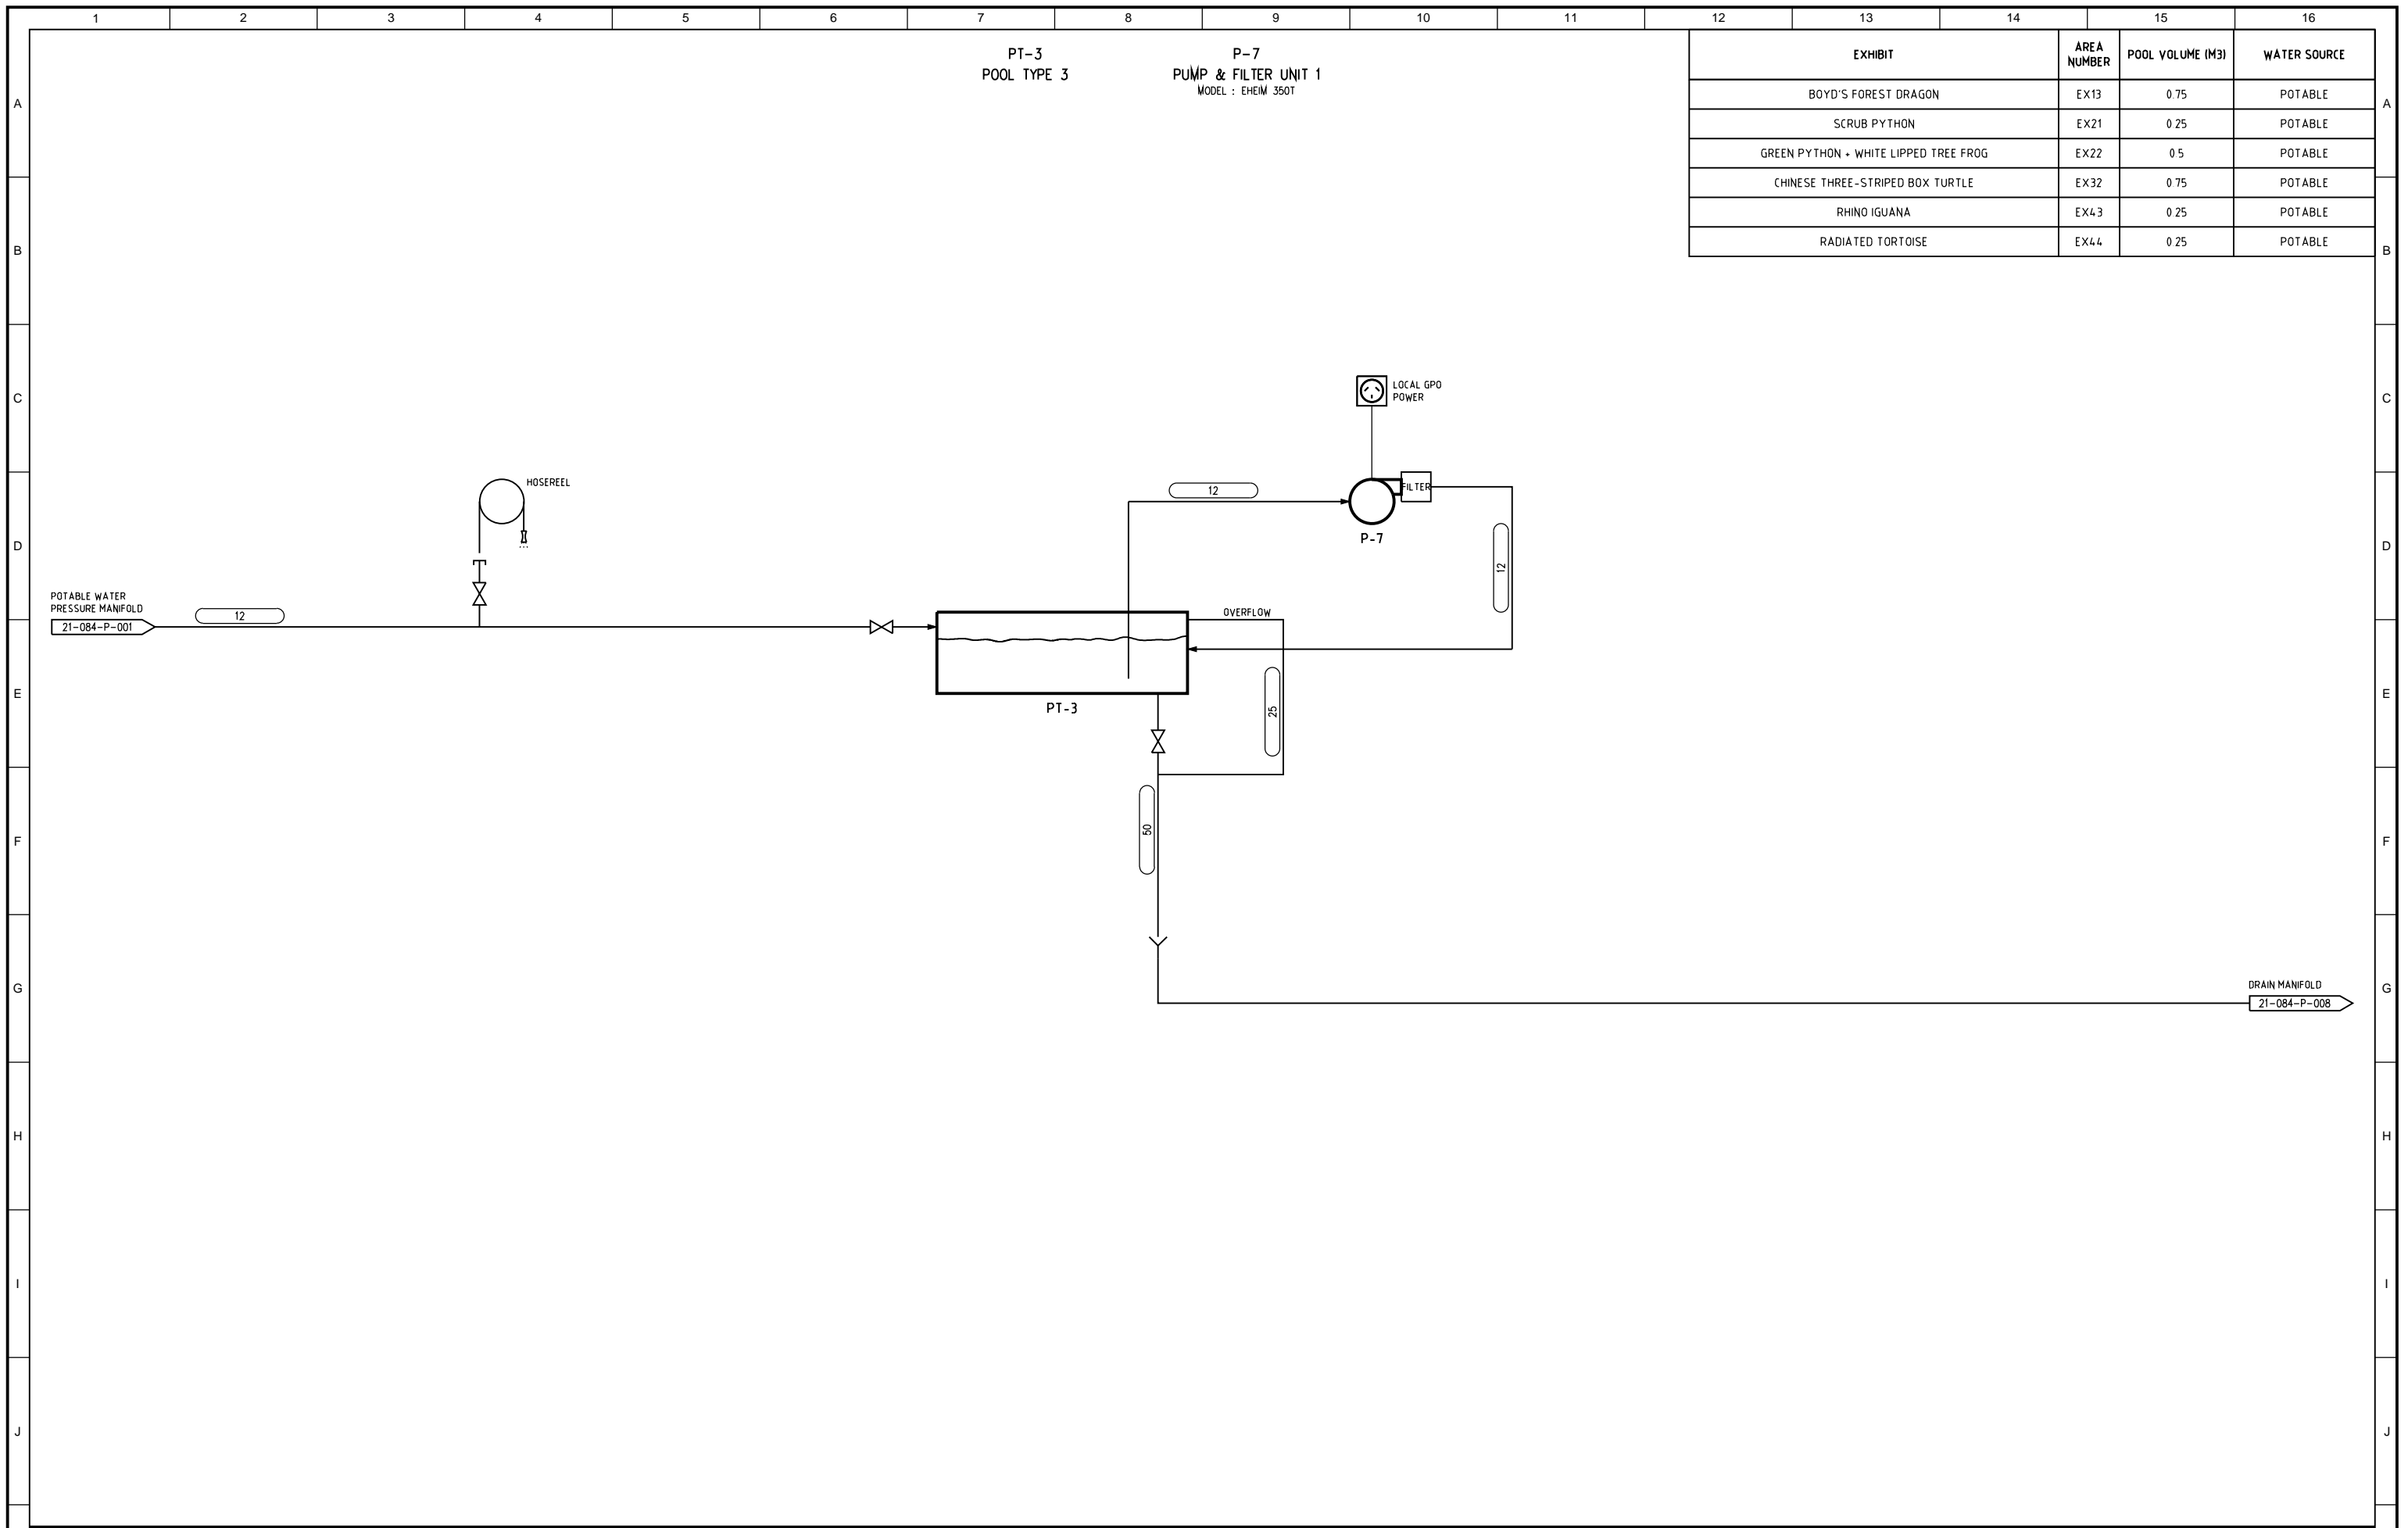 1 2 3 4 5 6 7 8 9 10 11 12 13 14 15 16
PT-3
POOL TYPE 3
P-7
PUMP & FILTER UNIT 1
MODEL : EHEIM 350T
EXHIBIT AREA NUMBER POOL VOLUME (M3) WATER SOURCE
BOYD'S FOREST DRAGON EX13 0.75 POTABLE
SCRUB PYTHON EX21 0.25 POTABLE
GREEN PYTHON + WHITE LIPPED TREE FROG EX22 0.5 POTABLE
CHINESE THREE-STRIPED BOX TURTLE EX32 0.75 POTABLE
RHINO IGUANA EX43 0.25 POTABLE
RADIATED TORTOISE EX44 0.25 POTABLE
A A
B B
C C
LOCAL GPO
POWER
HOSEREEL
12
FILTER
P-7
D D
12
POTABLE WATER
PRESSURE MANIFOLD
21-084-P-001
12
OVERFLOW
E E
PT-3
25
50
F F
G G
DRAIN MANIFOLD
21-084-P-008
H H
I I
J J